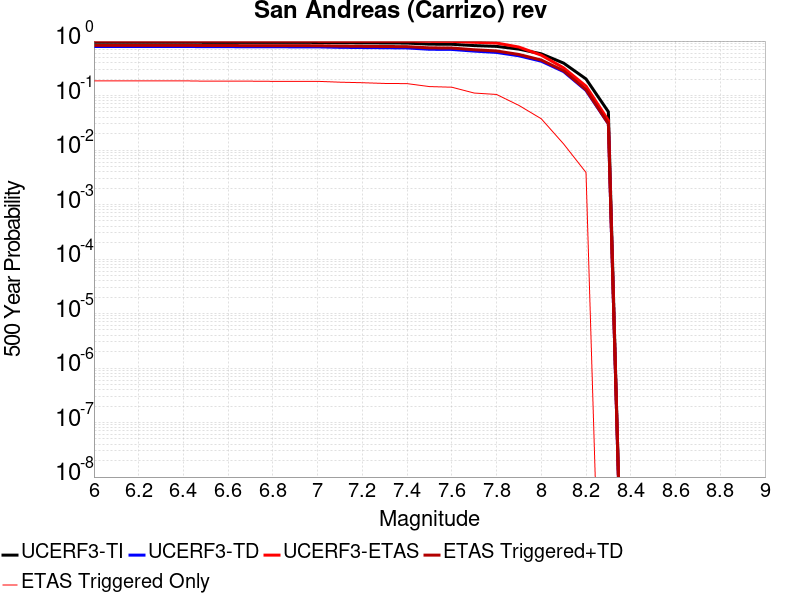 San Andreas (Carrizo) rev
500 Year Probability
10^0
10^-1
10^-2
10^-3
10^-4
10^-5
10^-6
10^-7
10^-8
6 6.2 6.4 6.6 6.8 7 7.2 7.4 7.6 7.8 8 8.2 8.4 8.6 8.8 9
Magnitude
UCERF3-TI UCERF3-TD UCERF3-ETAS ETAS Triggered+TD
ETAS Triggered Only